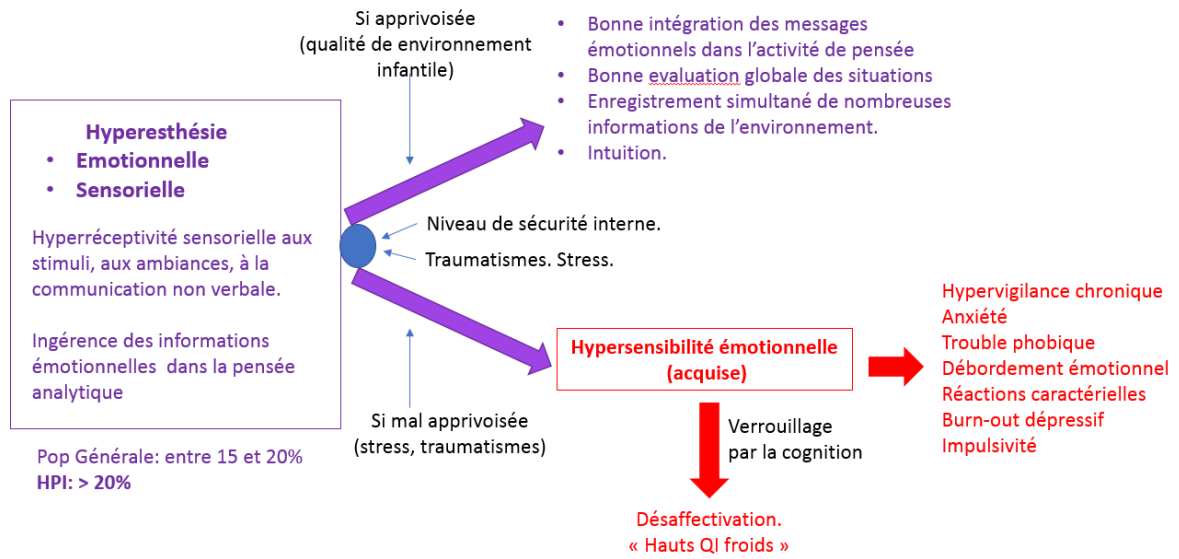 Si apprivoisée
(qualité de environnement
infantile)
• Bonne intégration des messages
émotionnels dans l’activité de pensée
• Bonne evaluation globale des situations
• Enregistrement simultané de nombreuses
informations de l’environnement.
• Intuition.
Hyperesthésie
• Emotionnelle
• Sensorielle
Hyperréceptivité sensorielle aux
stimuli, aux ambiances, à la
communication non verbale.
Ingérence des informations
émotionnelles dans la pensée
analytique
Pop Générale: entre 15 et 20%
HPI: > 20%
Niveau de sécurité interne.
Traumatismes. Stress.
Si mal apprivoisée
(stress, traumatismes)
Hypersensibilité émotionnelle
(acquise)
Verrouillage
par la cognition
Désaffectivation.
« Hauts QI froids »
Hypervigilance chronique
Anxiété
Trouble phobique
Débordement émotionnel
Réactions caractérielles
Burn-out dépressif
Impulsivité